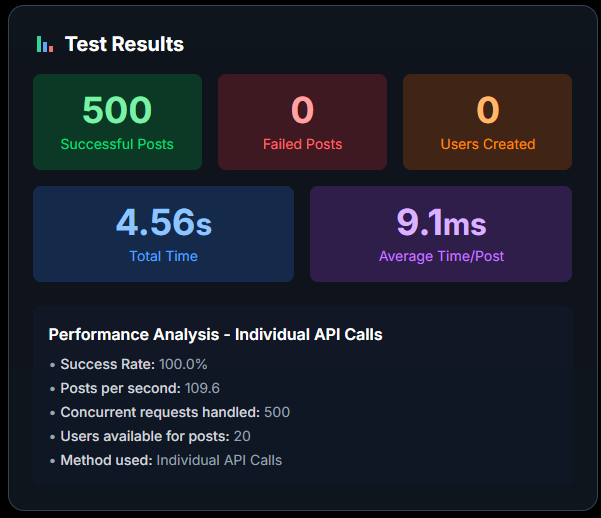 Test Results
500
Successful Posts
0
Failed Posts
0
Users Created
4.56s
Total Time
9.1ms
Average Time/Post
Performance Analysis - Individual API Calls
• Success Rate: 100.0%
• Posts per second: 109.6
• Concurrent requests handled: 500
• Users available for posts: 20
• Method used: Individual API Calls